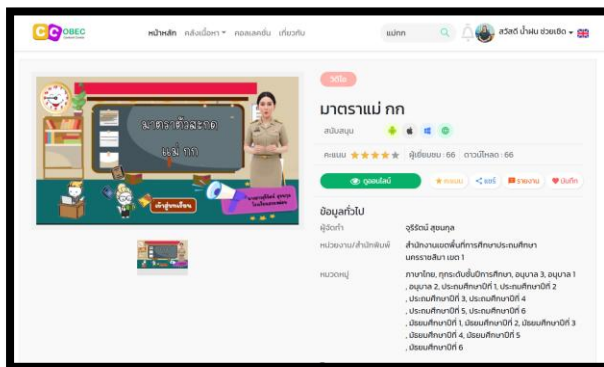 OBEC
Content Center
หน้าหลัก คลังเนื้อหา คอลเลคชั่น เกี่ยวกับ
แม่กก
สวัสดี น้ำฝน ช่วยเชิด
มาตราตัวสะกด
แม่ กก
เข้าสู่บทเรียน
วิดีโอ
มาตราแม่ กก
สนับสนุน
คะแนน ผู้เยี่ยมชม : 66 ดาวน์โหลด : 66
ดูออนไลน์ คะแนน แชร์ รายงาน บันทึก
ข้อมูลทั่วไป
ผู้จัดทำ จุรีรัตน์ สุขนกุล
หน่วยงาน/สำนักพิมพ์ สำนักงานเขตพื้นที่การศึกษาประถมศึกษา
นครราชสีมา เขต 1
หมวดหมู่ ภาษาไทย, ทุกระดับชั้นปีการศึกษา, อนุบาล 3, อนุบาล 1
, อนุบาล 2, ประถมศึกษาปีที่ 1, ประถมศึกษาปีที่ 2
, ประถมศึกษาปีที่ 3, ประถมศึกษาปีที่ 4
, ประถมศึกษาปีที่ 5, ประถมศึกษาปีที่ 6
, มัธยมศึกษาปีที่ 1, มัธยมศึกษาปีที่ 2, มัธยมศึกษาปีที่ 3
, มัธยมศึกษาปีที่ 4, มัธยมศึกษาปีที่ 5
, มัธยมศึกษาปีที่ 6